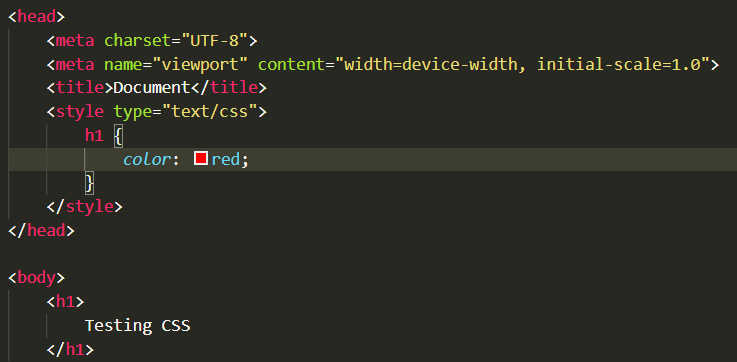 <head>
    <meta charset="UTF-8">
    <meta name="viewport" content="width=device-width, initial-scale=1.0">
    <title>Document</title>
    <style type="text/css">
        h1 {
            color: red;
        }
    </style>
</head>

<body>
    <h1>
        Testing CSS
    </h1>